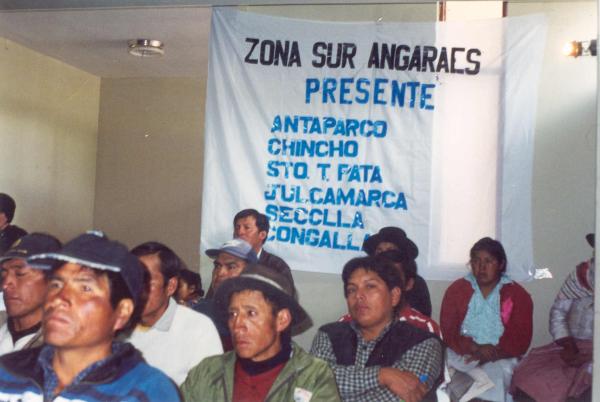 ZONA SUR ANGARAES
PRESENTE
ANTAPARCO
CHINCHO
STO. T. PATA
JULCAMARCA
SECCLLA
CONGALLA